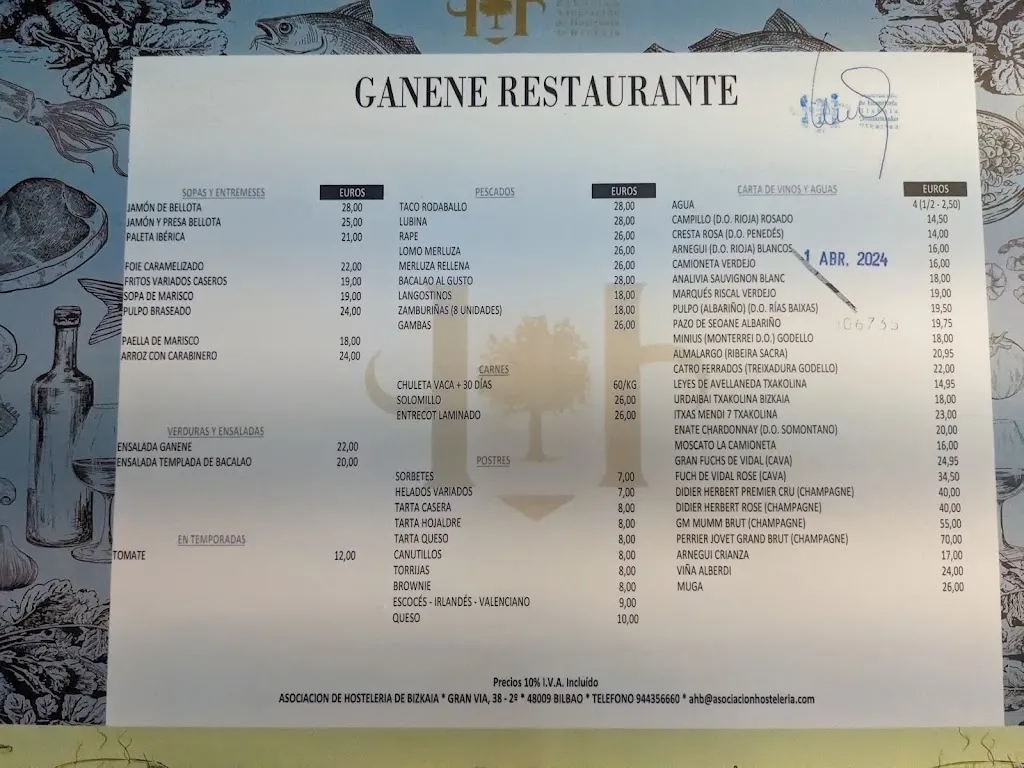 GANENE RESTAURANTE
SOPAS Y ENTREMESES EUROS
JAMÓN DE BELLOTA 28,00
JAMÓN Y PRESA BELLOTA 25,00
PALETA IBÉRICA 21,00
FOIE CARAMELIZADO 22,00
FRITOS VARIADOS CASEROS 19,00
SOPA DE MARISCO 19,00
PULPO BRASEADO 24,00
PAELLA DE MARISCO 18,00
ARROZ CON CARABINERO 24,00
VERDURAS Y ENSALADAS
ENSALADA GANENE 22,00
ENSALADA TEMPLADA DE BACALAO 20,00
EN TEMPORADAS
TOMATE 12,00
PESCADOS EUROS
TACO RODABALLO 28,00
LUBINA 28,00
RAPE 26,00
LOMO MERLUZA 26,00
MERLUZA RELLENA 26,00
BACALAO AL GUSTO 28,00
LANGOSTINOS 18,00
ZAMBURIÑAS (8 UNIDADES) 18,00
GAMBAS 26,00
CARNES
CHULETA VACA + 30 DÍAS 60/KG
SOLOMILLO 26,00
ENTRECOT LAMINADO 26,00
POSTRES
SORBETES 7,00
HELADOS VARIADOS 7,00
TARTA CASERA 8,00
TARTA HOJALDRE 8,00
TARTA QUESO 8,00
CANUTILLOS 8,00
TORRIJAS 8,00
BROWNIE 8,00
ESCOCÉS - IRLANDÉS - VALENCIANO 9,00
QUESO 10,00
CARTA DE VINOS Y AGUAS EUROS
AGUA 4 (1/2 - 2,50)
CAMPILLO (D.O. RIOJA) ROSADO 14,50
CRESTA ROSA (D.O. PENEDÉS) 14,00
ARNEGUI (D.O. RIOJA) BLANCOS 16,00
CAMIONETA VERDEJO 16,00
ANALIVIA SAUVIGNON BLANC 18,00
MARQUÉS RISCAL VERDEJO 19,00
PULPO (ALBARIÑO) (D.O. RÍAS BAIXAS) 19,50
PAZO DE SEOANE ALBARIÑO 19,75
MINIUS (MONTERREI D.O.) GODELLO 18,00
ALMALARGO (RIBEIRA SACRA) 20,95
CATRO FERRADOS (TREIXADURA GODELLO) 22,00
LEYES DE AVELLANEDA TXAKOLINA 14,95
URDAIBAI TXAKOLINA BIZKAIA 18,00
ITXAS MENDI 7 TXAKOLINA 23,00
ENATE CHARDONNAY (D.O. SOMONTANO) 20,00
MOSCATO LA CAMIONETA 16,00
GRAN FUCHS DE VIDAL (CAVA) 24,95
FUCH DE VIDAL ROSE (CAVA) 34,50
DIDIER HERBERT PREMIER CRU (CHAMPAGNE) 40,00
DIDIER HERBERT ROSE (CHAMPAGNE) 40,00
GM MUMM BRUT (CHAMPAGNE) 55,00
PERRIER JOVET GRAND BRUT (CHAMPAGNE) 70,00
ARNEGUI CRIANZA 17,00
VIÑA ALBERDI 24,00
MUGA 26,00
1 ABR. 2024
06735
Precios 10% I.V.A. Incluído
ASOCIACION DE HOSTELERIA DE BIZKAIA * GRAN VIA, 38 - 2º * 48009 BILBAO * TELEFONO 944356660 * ahb@asociacionhosteleria.com